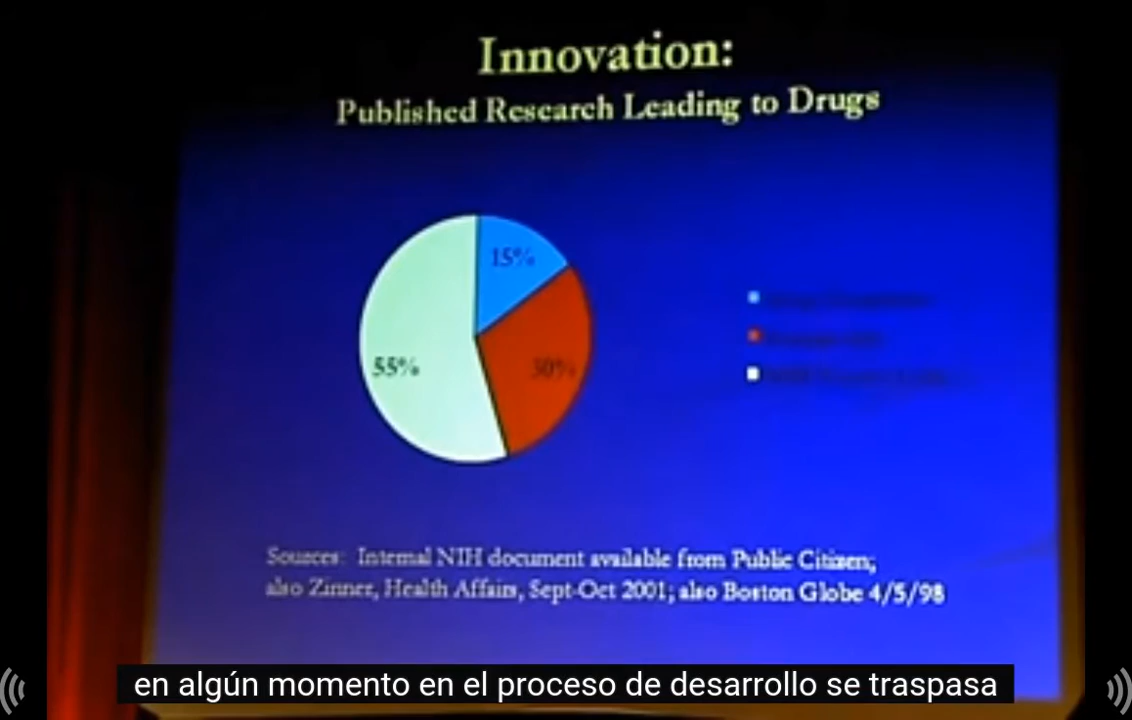 Innovation:
Published Research Leading to Drugs
15%
55%
30%
Sources: Internal NIH document available from Public Citizen;
also Zinner, Health Affairs, Sept-Oct 2001; also Boston Globe 4/5/98
en algún momento en el proceso de desarrollo se traspasa